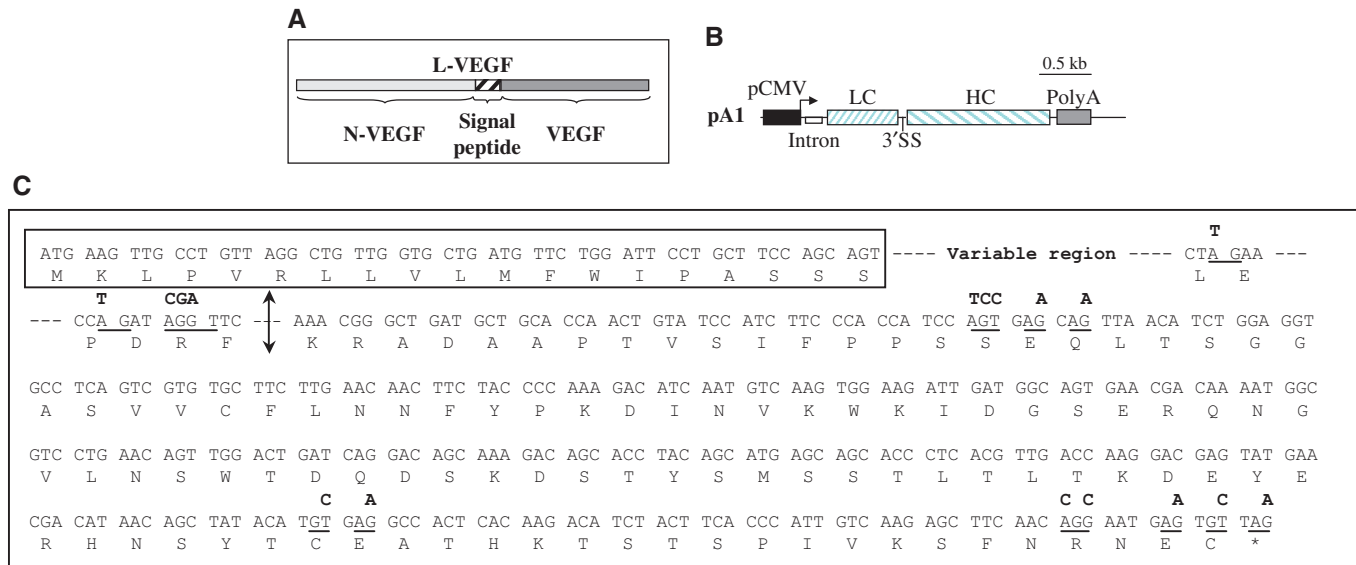 A
L-VEGF
N-VEGF
Signal
peptide
VEGF
B
0.5 kb
pCMV
LC
HC
PolyA
pA1
Intron
3′SS
C
T
ATG AAG TTG CCT GTT AGG CTG TTG GTG CTG ATG TTC TGG ATT CCT GCT TCC AGC AGT ---- Variable region ---- CTA GAA ---
M K L P V R L L V L M F W I P A S S S L E
T CGA TCC A A
--- CCA GAT AGG TTC --- AAA CGG GCT GAT GCT GCA CCA ACT GTA TCC ATC TTC CCA CCA TCC AGT GAG CAG TTA ACA TCT GGA GGT
P D R F K R A D A A P T V S I F P P S S E Q L T S G G
GCC TCA GTC GTG TGC TTC TTG AAC AAC TTC TAC CCC AAA GAC ATC AAT GTC AAG TGG AAG ATT GAT GGC AGT GAA CGA CAA AAT GGC
A S V V C F L N N F Y P K D I N V K W K I D G S E R Q N G
GTC CTG AAC AGT TGG ACT GAT CAG GAC AGC AAA GAC AGC ACC TAC AGC ATG AGC AGC ACC CTC ACG TTG ACC AAG GAC GAG TAT GAA
V L N S W T D Q D S K D S T Y S M S S T L T L T K D E Y E
C A C C A C A
CGA CAT AAC AGC TAT ACA TGT GAG GCC ACT CAC AAG ACA TCT ACT TCA CCC ATT GTC AAG AGC TTC AAC AGG AAT GAG TGT TAG
R H N S Y T C E A T H K T S T S P I V K S F N R N E C *